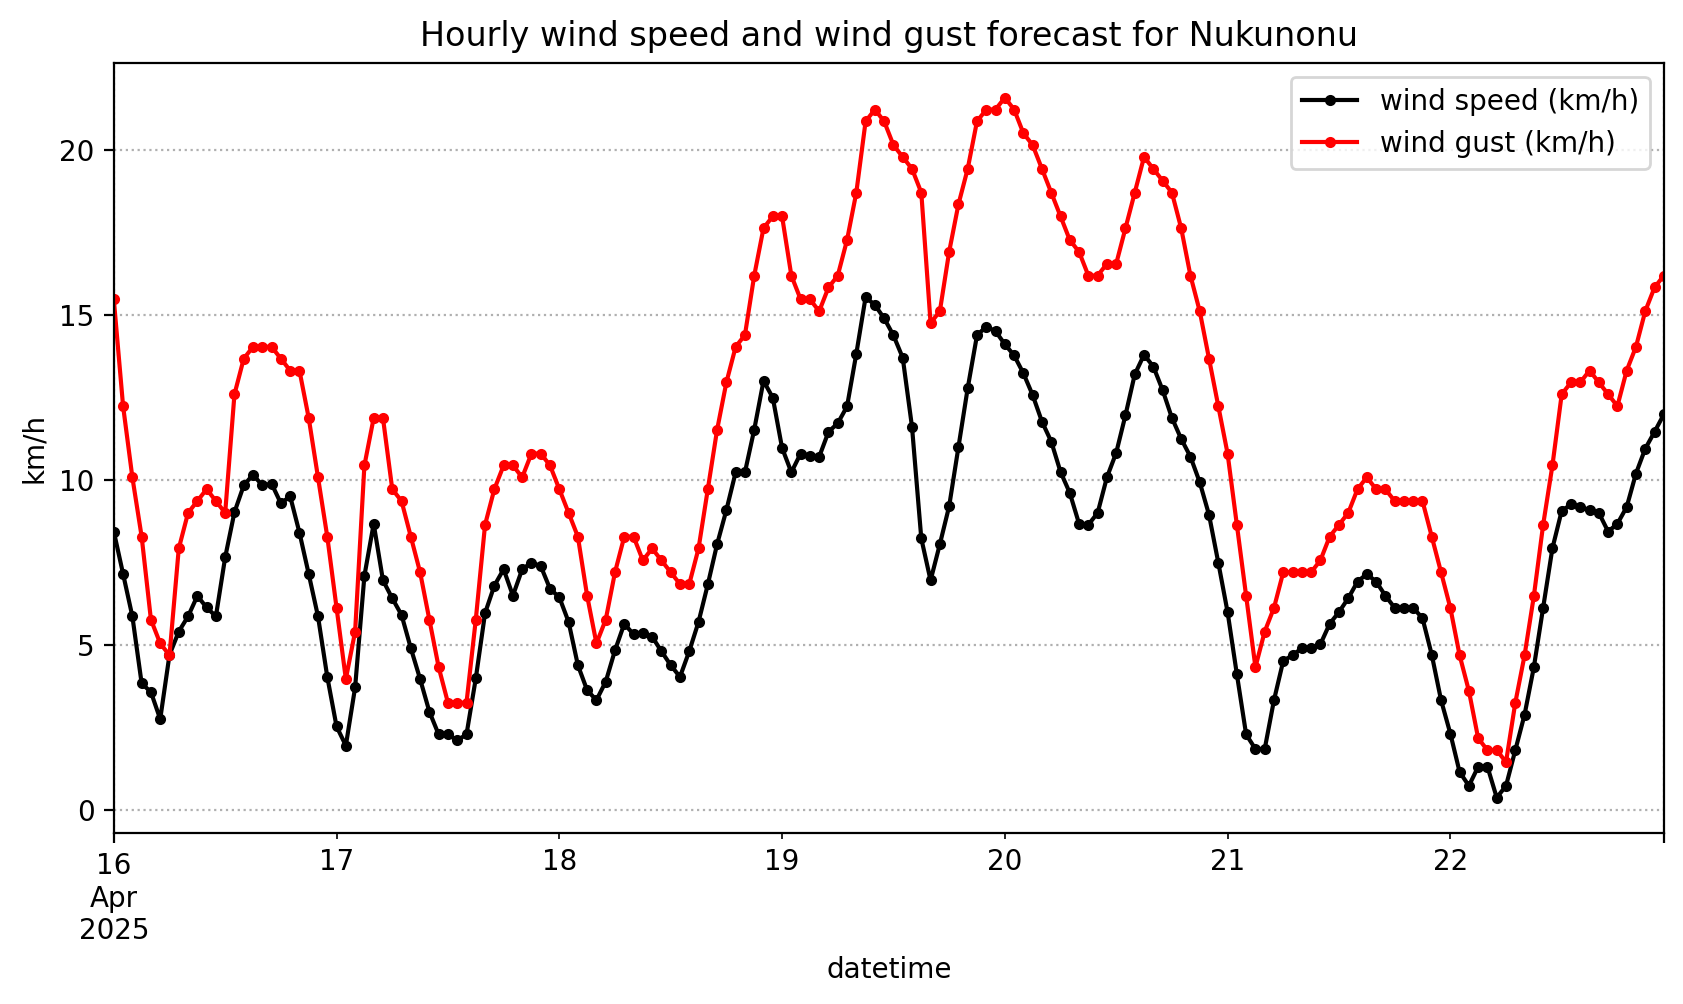 Hourly wind speed and wind gust forecast for Nukunonu
wind speed (km/h)
wind gust (km/h)
km/h
20
15
10
5
0
16
Apr
2025
17
18
19
20
21
22
datetime